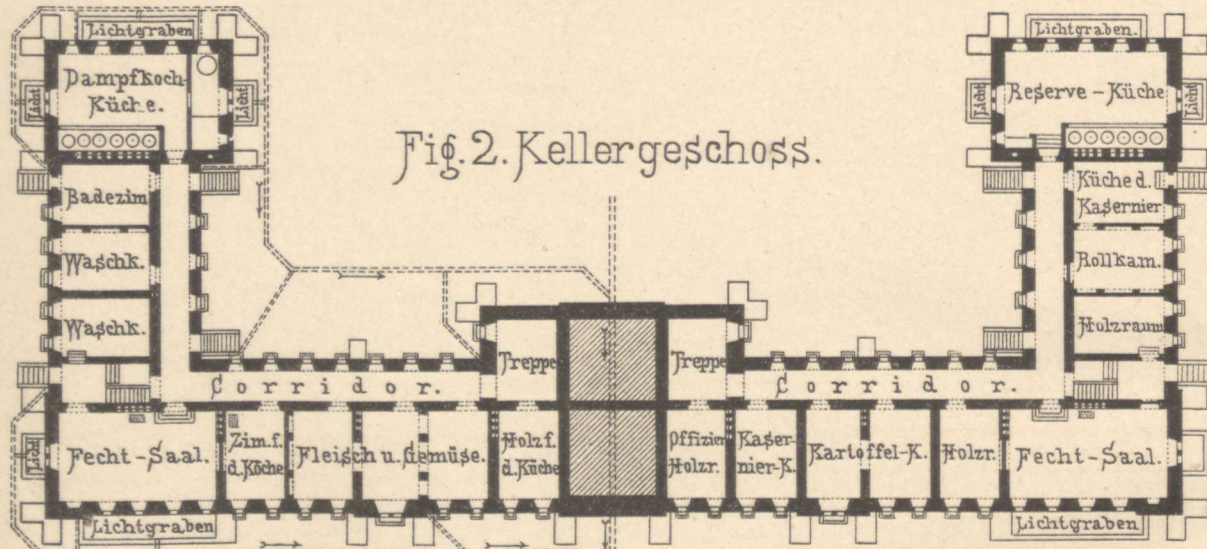 Lichtgraben
Lichtgraben.
Dampfkoch-
Küche.
Licht
Licht
Reserve-Küche
Licht
Licht
Fig. 2. Kellergeschoss.
Badezim
Küche d.
Kasernier
Waschk.
Rollkam.
Waschk.
Holzraum
Treppe
Treppe
Corridor.
Corridor.
Licht
Fecht-Saal.
Zim. f.
d. Köche
Fleisch u. Gemüse.
Holz f.
d. Küche
Offizier
Holzr.
Kaser-
nier-K.
Kartoffel-K.
Holzr.
Fecht-Saal.
Lichtgraben
Lichtgraben